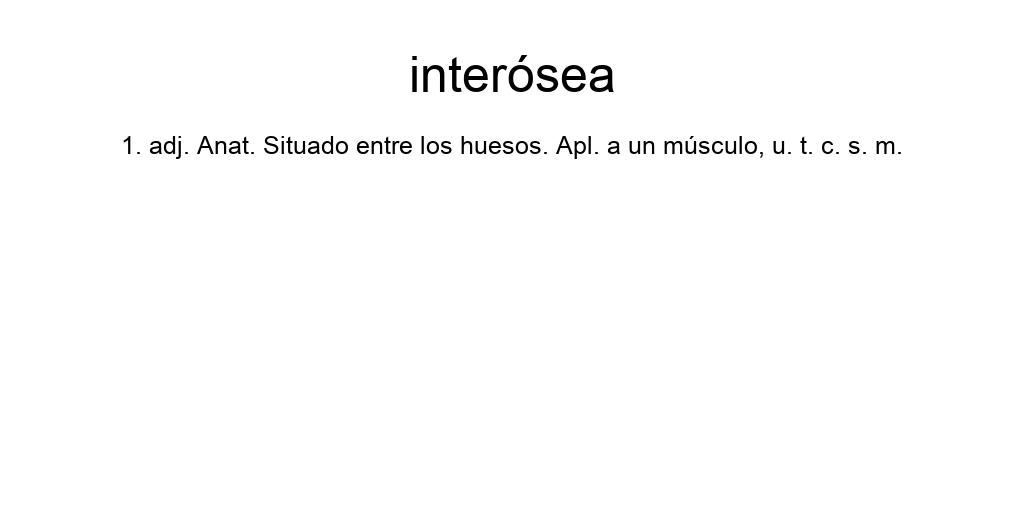 interósea
1. adj. Anat. Situado entre los huesos. Apl. a un músculo, u. t. c. s. m.